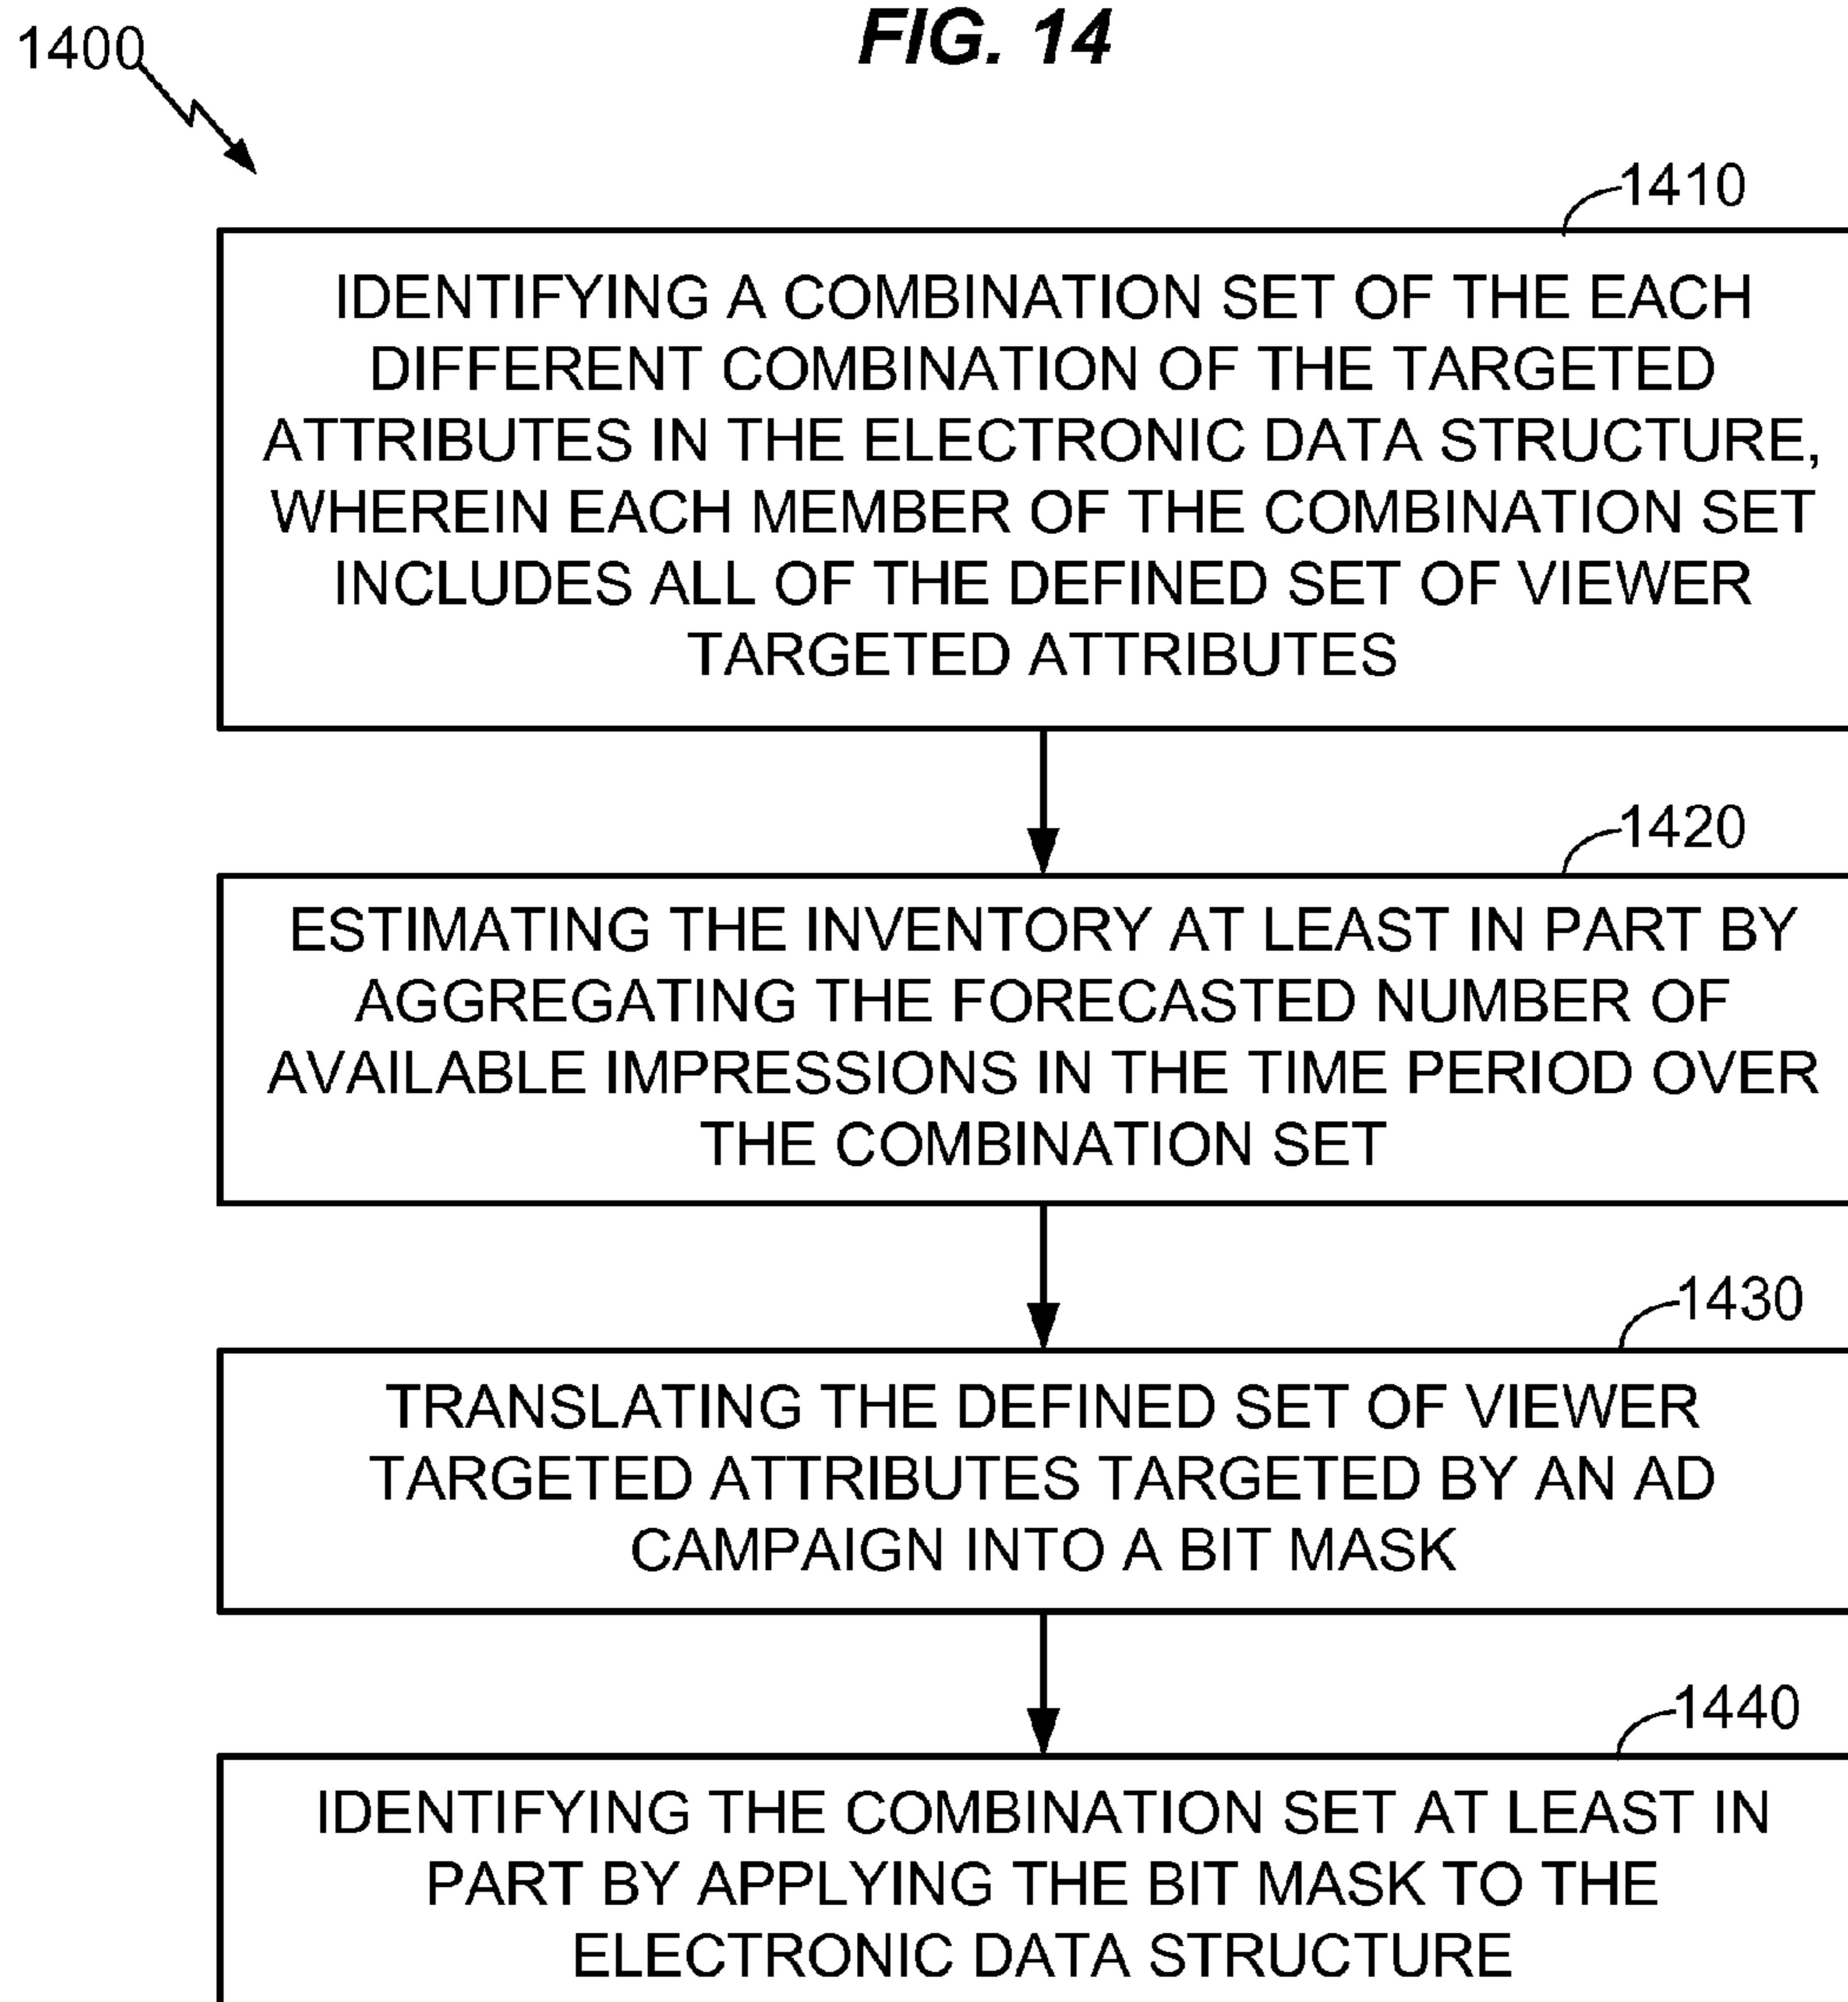 FIG. 14
1400
1410
IDENTIFYING A COMBINATION SET OF THE EACH
DIFFERENT COMBINATION OF THE TARGETED
ATTRIBUTES IN THE ELECTRONIC DATA STRUCTURE,
WHEREIN EACH MEMBER OF THE COMBINATION SET
INCLUDES ALL OF THE DEFINED SET OF VIEWER
TARGETED ATTRIBUTES
1420
ESTIMATING THE INVENTORY AT LEAST IN PART BY
AGGREGATING THE FORECASTED NUMBER OF
AVAILABLE IMPRESSIONS IN THE TIME PERIOD OVER
THE COMBINATION SET
1430
TRANSLATING THE DEFINED SET OF VIEWER
TARGETED ATTRIBUTES TARGETED BY AN AD
CAMPAIGN INTO A BIT MASK
1440
IDENTIFYING THE COMBINATION SET AT LEAST IN
PART BY APPLYING THE BIT MASK TO THE
ELECTRONIC DATA STRUCTURE